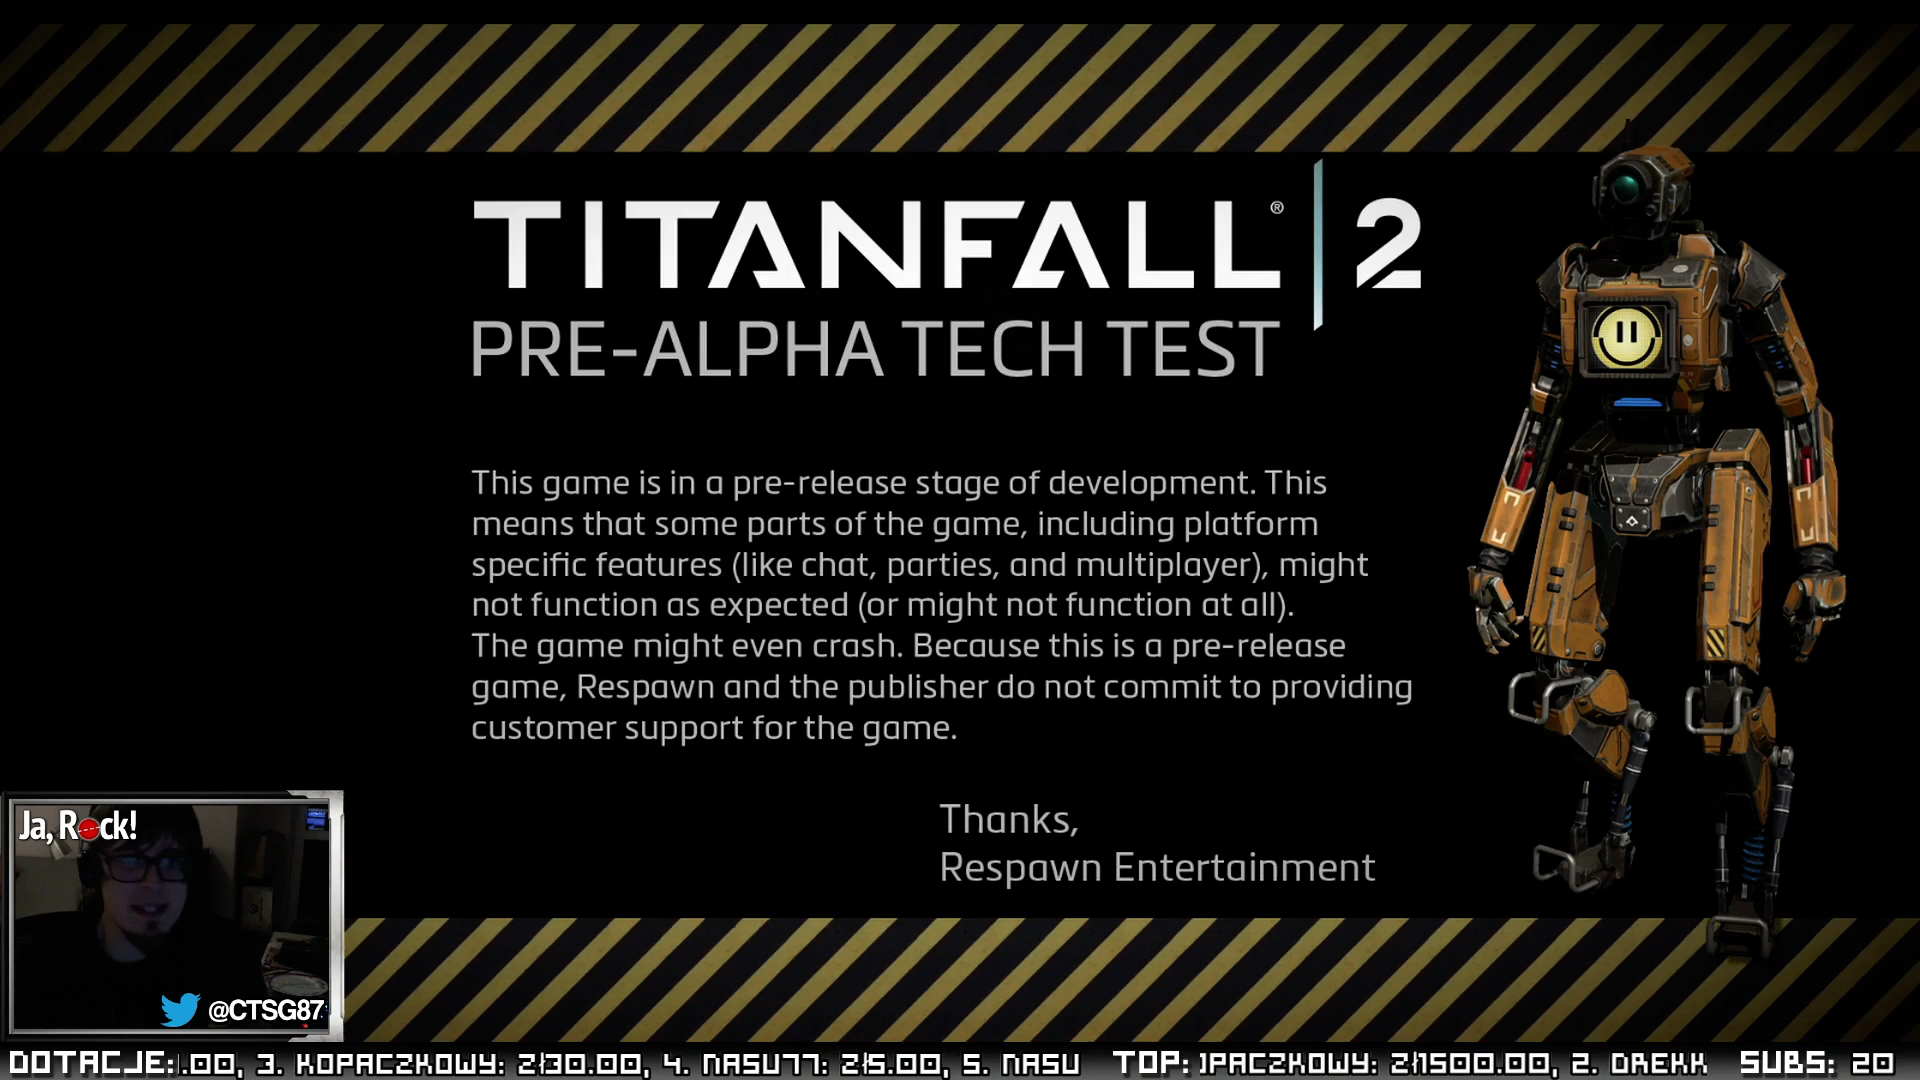 TITANFALL® 2
PRE-ALPHA TECH TEST
This game is in a pre-release stage of development. This
means that some parts of the game, including platform
specific features (like chat, parties, and multiplayer), might
not function as expected (or might not function at all).
The game might even crash. Because this is a pre-release
game, Respawn and the publisher do not commit to providing
customer support for the game.
Thanks,
Respawn Entertainment
Ja, Rock!
@CTSG87
DOTACJE: .00, 3. KOPACZKOWY: ZŁ30.00, 4. NASU77: ZŁ5.00, 5. NASU TOP: OPACZKOWY: ZŁ1500.00, 2. DREKK SUBS: 20